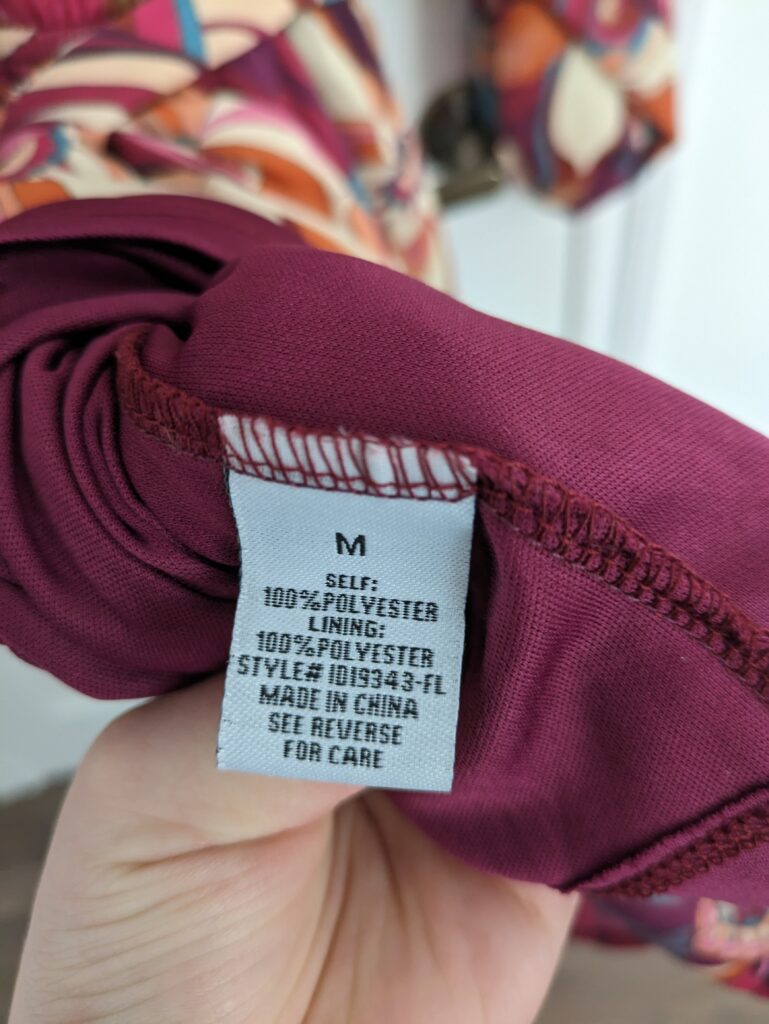 M
SELF:
100%POLYESTER
LINING:
100%POLYESTER
STYLE# ID19343-FL
MADE IN CHINA
SEE REVERSE
FOR CARE